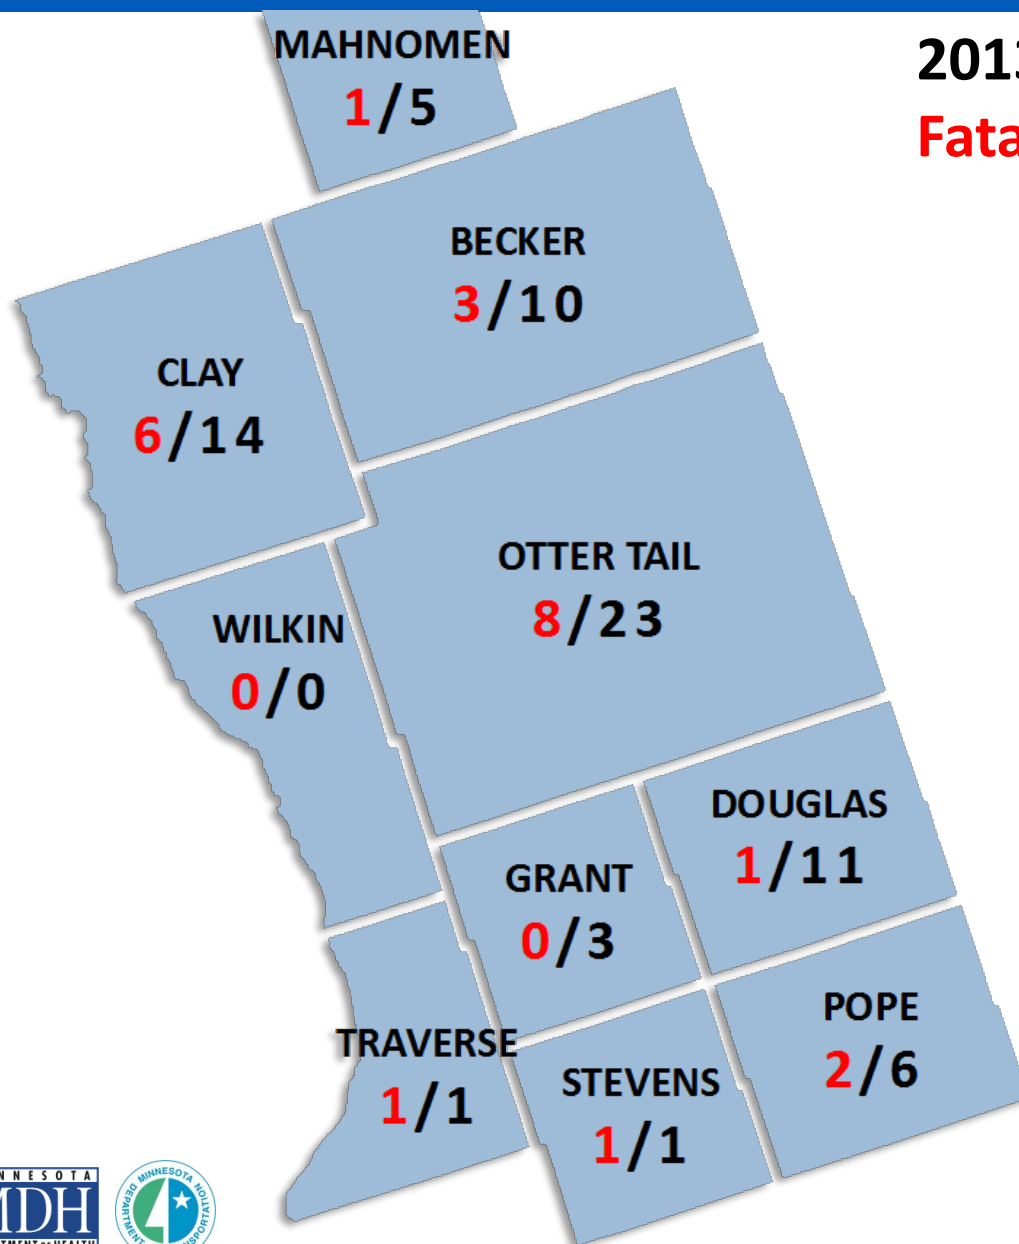 MAHNOMEN
1/5
BECKER
3/10
CLAY
6/14
OTTER TAIL
8/23
WILKIN
0/0
DOUGLAS
1/11
GRANT
0/3
POPE
2/6
TRAVERSE
1/1
STEVENS
1/1
MINNESOTA